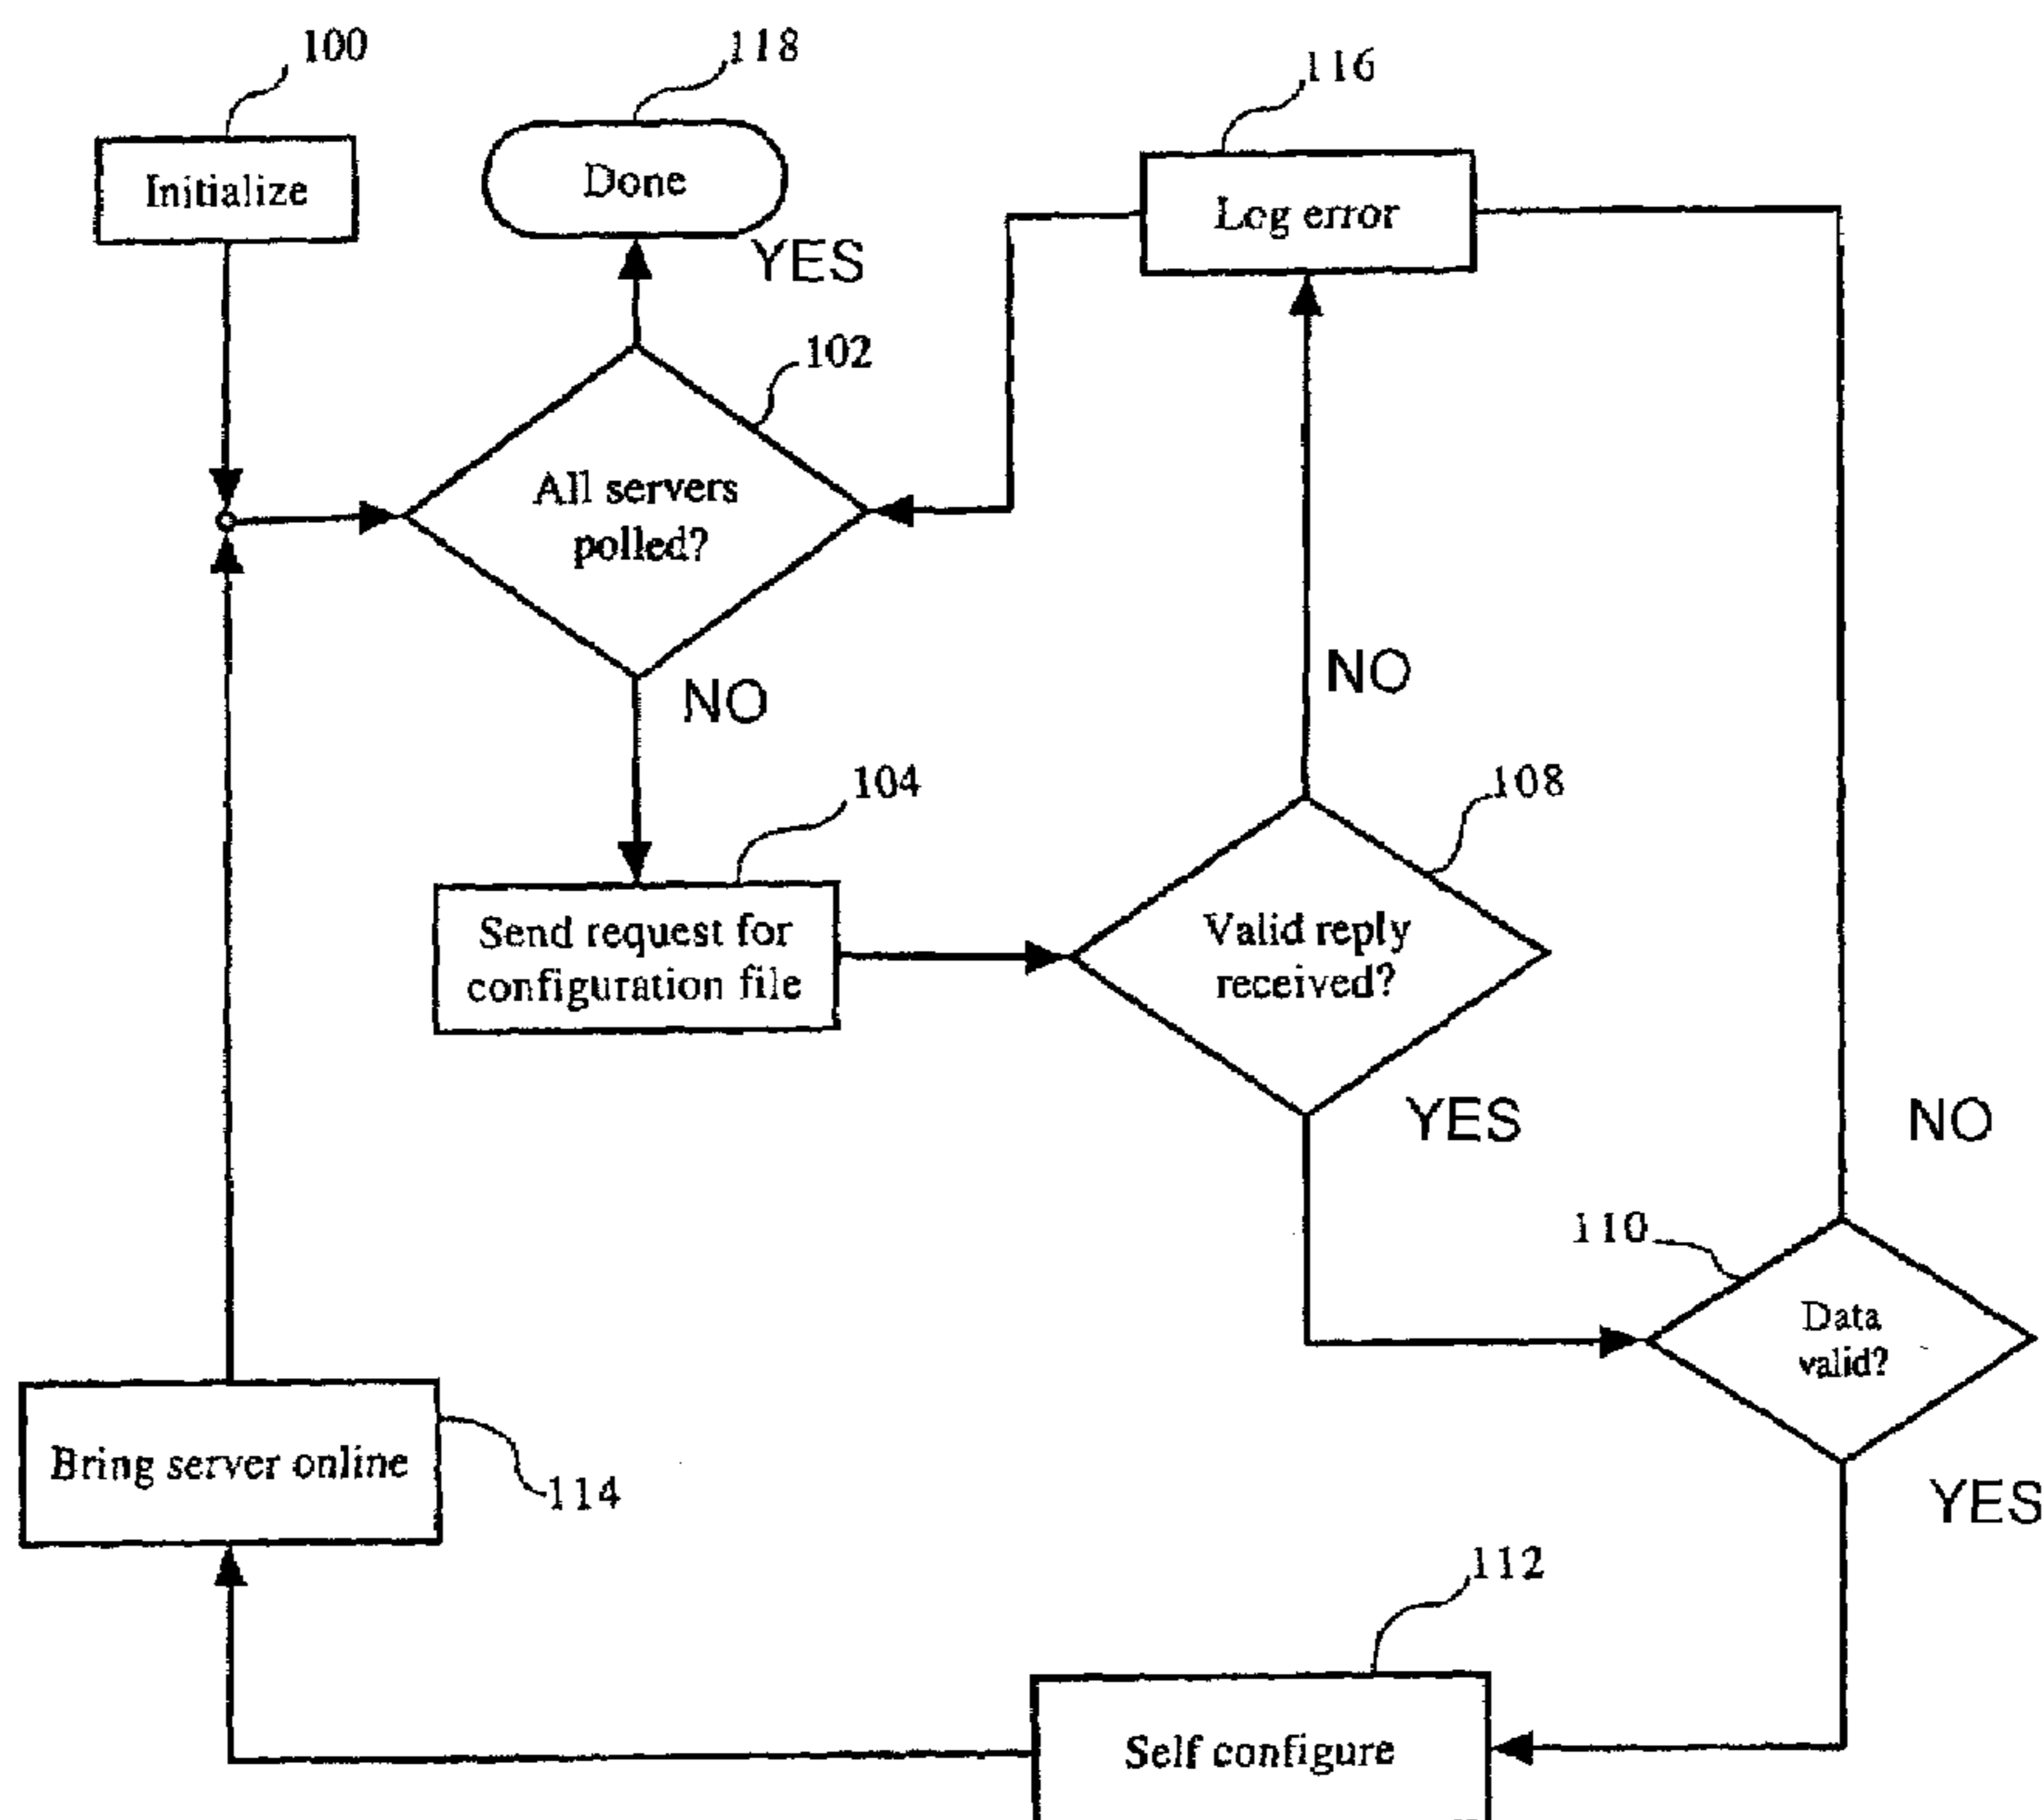 100
118
116
Initialize
Done
Log error
YES
102
All servers
polled?
NO
NO
104
108
Send request for
configuration file
Valid reply
received?
YES
NO
110
Data
valid?
Bring server online
114
YES
112
Self configure